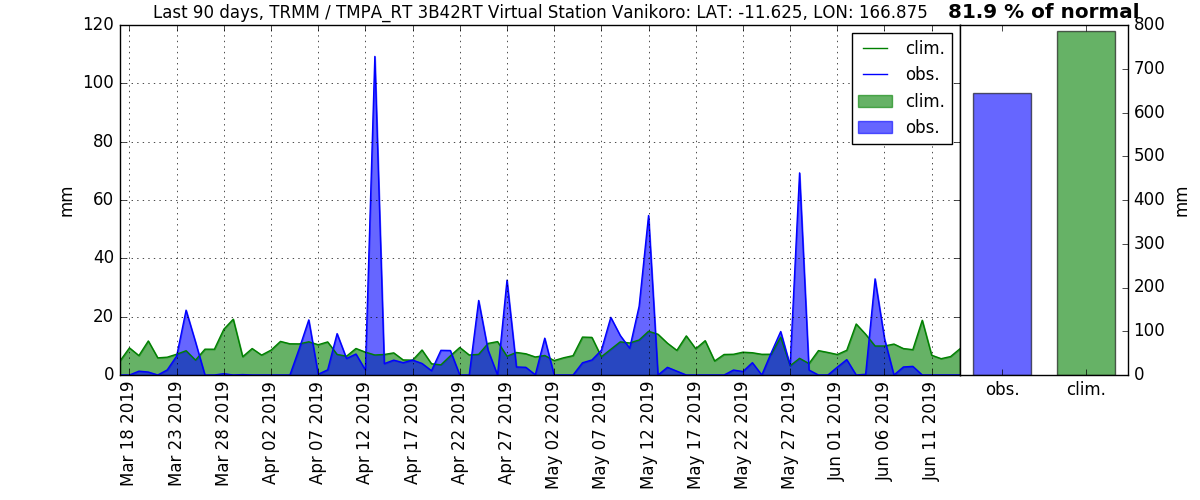 Last 90 days, TRMM / TMPA_RT 3B42RT Virtual Station Vanikoro: LAT: -11.625, LON: 166.875
81.9 % of normal
120
100
80
60
40
20
0
mm
clim.
obs.
clim.
obs.
Mar 18 2019
Mar 23 2019
Mar 28 2019
Apr 02 2019
Apr 07 2019
Apr 12 2019
Apr 17 2019
Apr 22 2019
Apr 27 2019
May 02 2019
May 07 2019
May 12 2019
May 17 2019
May 22 2019
May 27 2019
Jun 01 2019
Jun 06 2019
Jun 11 2019
800
700
600
500
400
300
200
100
0
mm
obs.
clim.